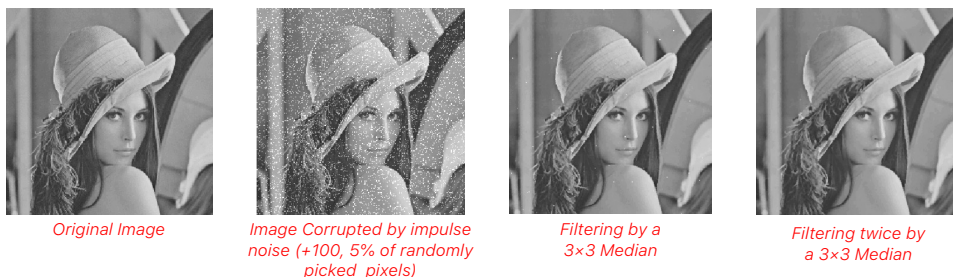 Original Image
Image Corrupted by impulse
noise (+100, 5% of randomly
picked pixels)
Filtering by a
3×3 Median
Filtering twice by
a 3×3 Median